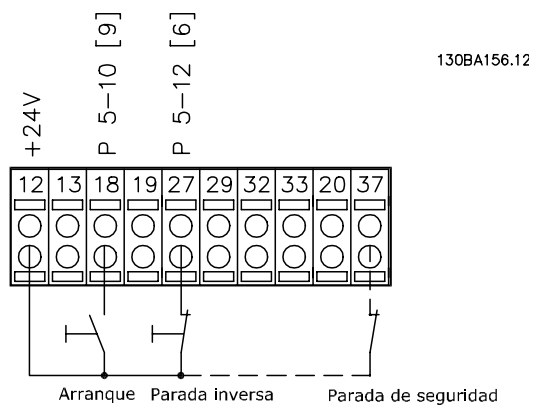 +24V
P 5-10 [9]
P 5-12 [6]
130BA156.12
12 13 18 19 27 29 32 33 20 37
Arranque Parada inversa Parada de seguridad